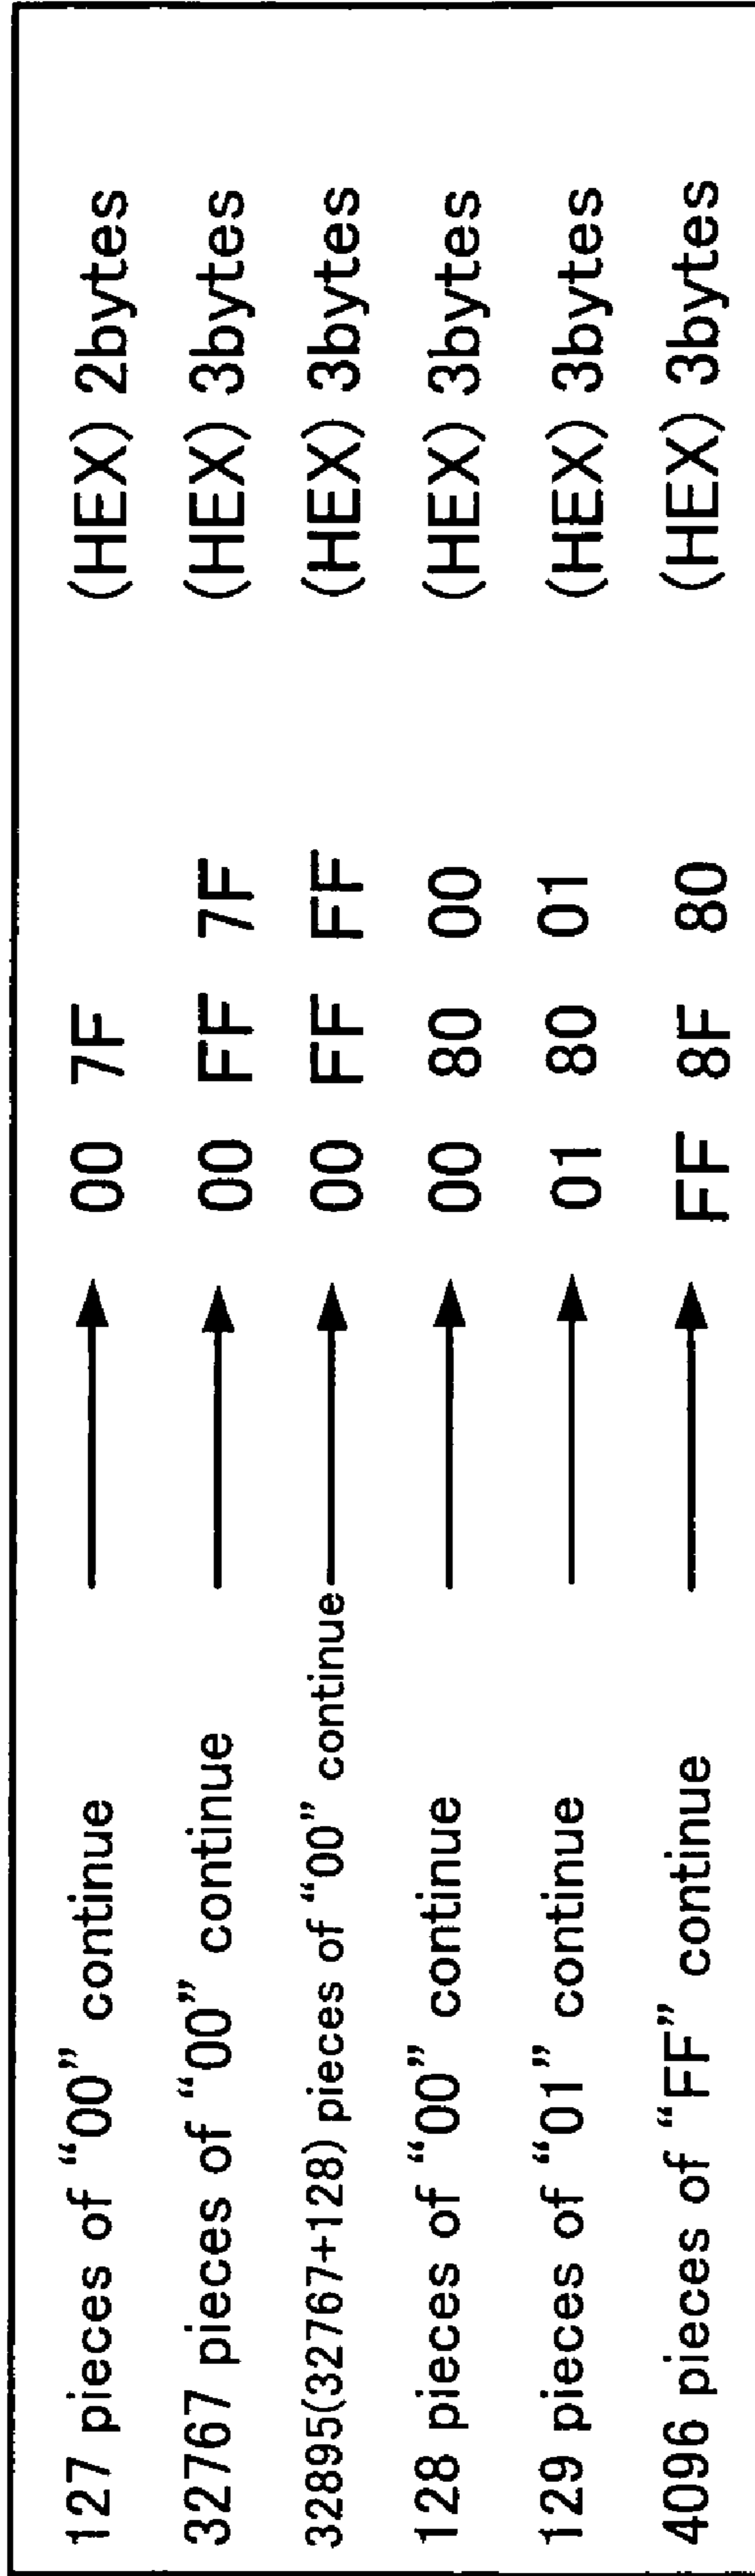 127 pieces of “00” continue → 00 7F (HEX) 2bytes
32767 pieces of “00” continue → 00 FF 7F (HEX) 3bytes
32895(32767+128) pieces of “00” continue → 00 FF FF (HEX) 3bytes
128 pieces of “00” continue → 00 80 00 (HEX) 3bytes
129 pieces of “01” continue → 01 80 01 (HEX) 3bytes
4096 pieces of “FF” continue → FF 8F 80 (HEX) 3bytes